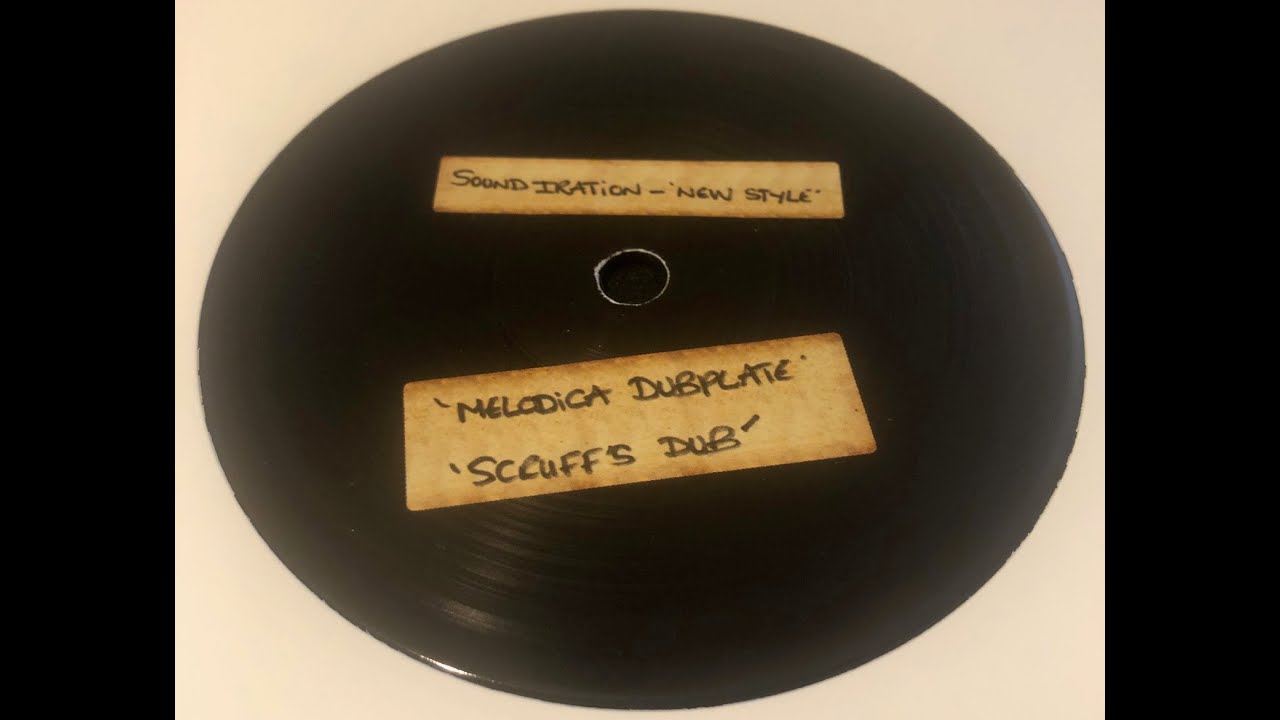 SOUND IRATiON - 'NEW STYLE'
'MELODiCA DUBPLATE'
'SCRUFF'S DUB'